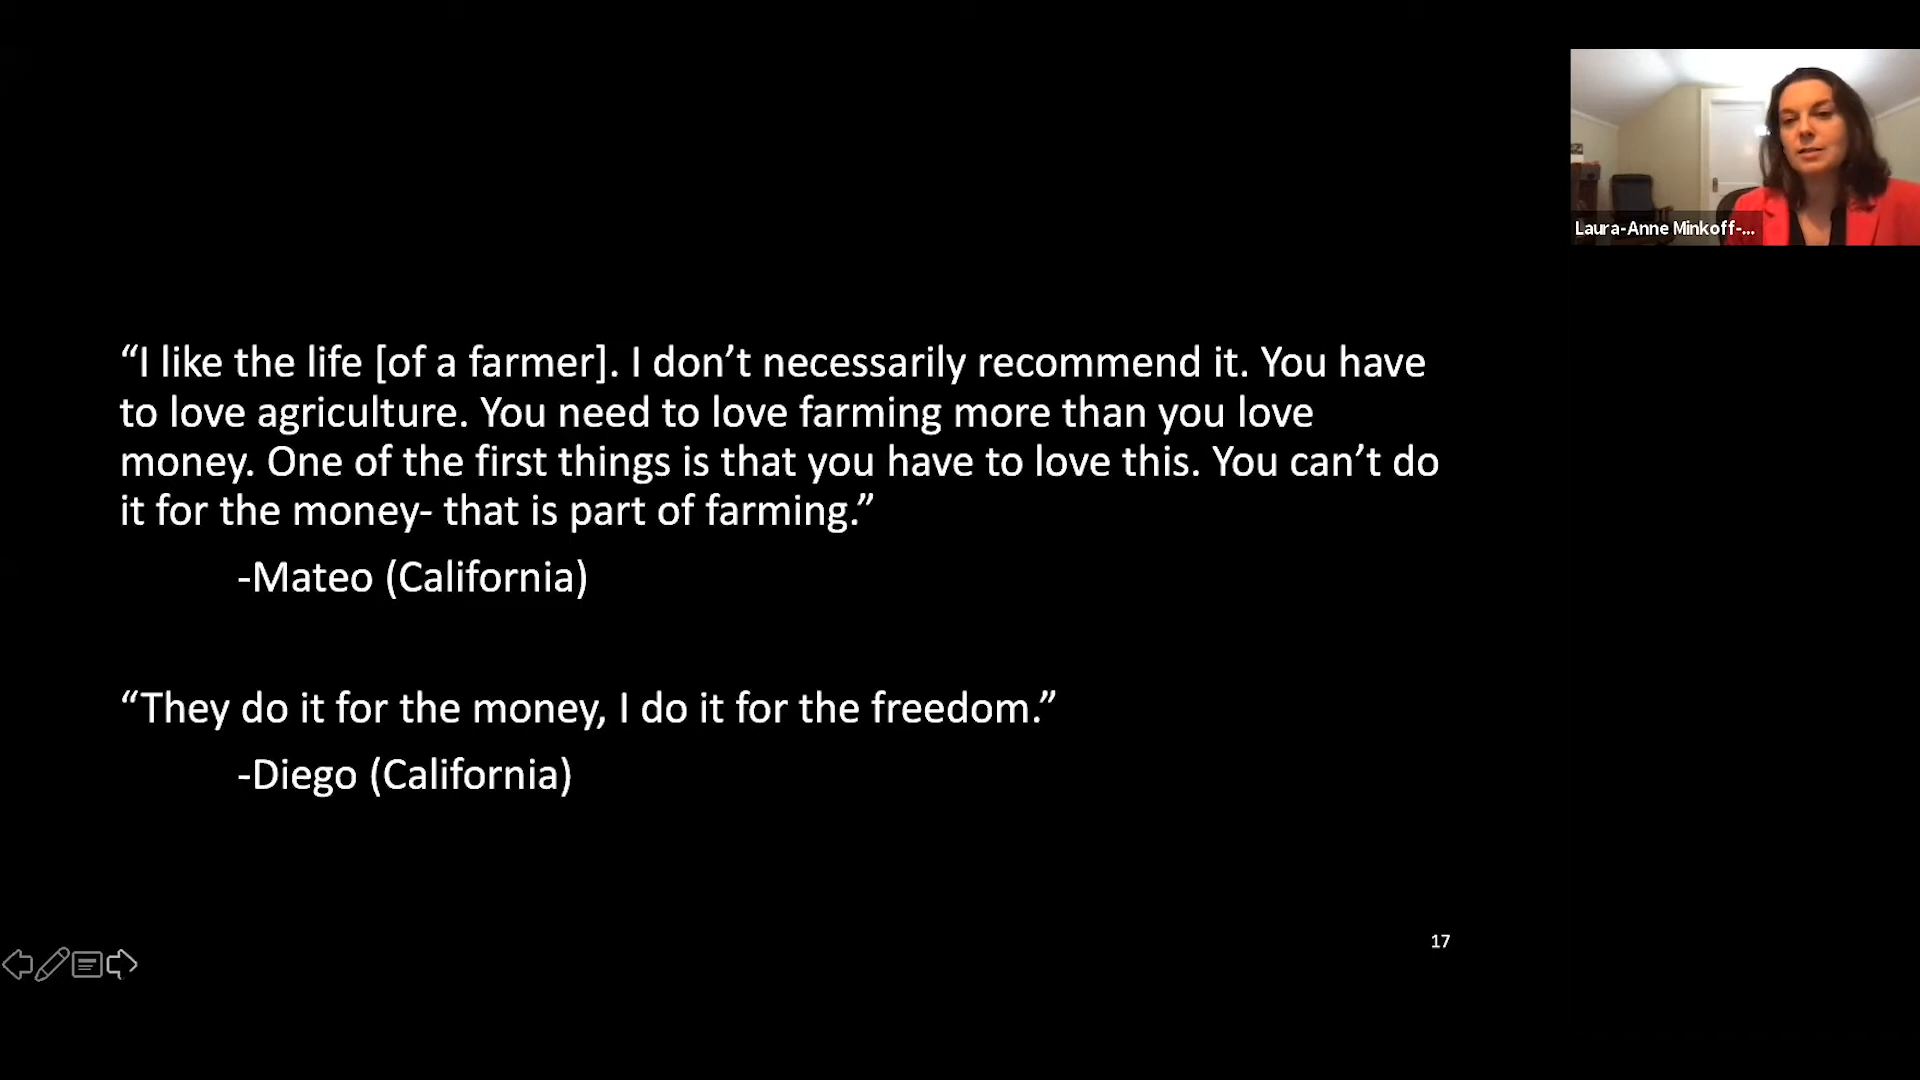 Laura-Anne Minkoff-...
“I like the life [of a farmer]. I don’t necessarily recommend it. You have
to love agriculture. You need to love farming more than you love
money. One of the first things is that you have to love this. You can’t do
it for the money- that is part of farming.”
-Mateo (California)
“They do it for the money, I do it for the freedom.”
-Diego (California)
17